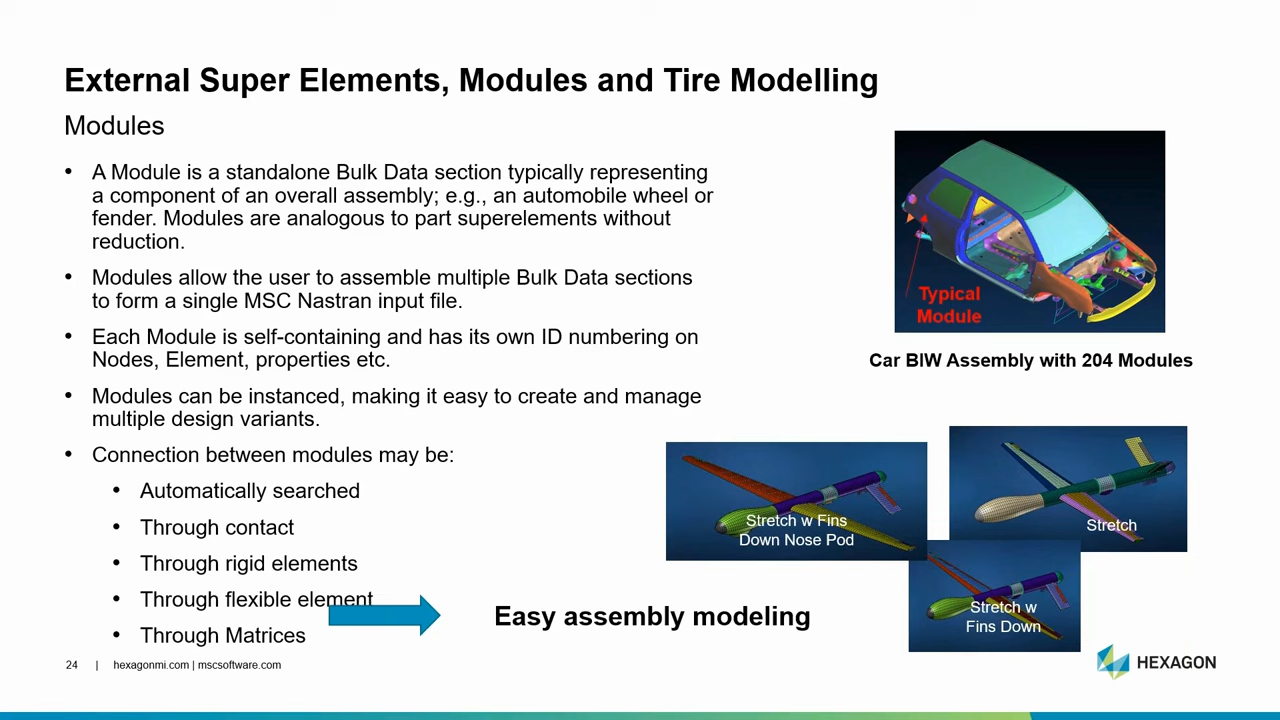 External Super Elements, Modules and Tire Modelling
Modules
• A Module is a standalone Bulk Data section typically representing
a component of an overall assembly; e.g., an automobile wheel or
fender. Modules are analogous to part superelements without
reduction.
• Modules allow the user to assemble multiple Bulk Data sections
to form a single MSC Nastran input file.
• Each Module is self-containing and has its own ID numbering on
Nodes, Element, properties etc.
• Modules can be instanced, making it easy to create and manage
multiple design variants.
• Connection between modules may be:
• Automatically searched
• Through contact
• Through rigid elements
• Through flexible element
• Through Matrices
Typical
Module
Car BIW Assembly with 204 Modules
Stretch w Fins
Down Nose Pod
Stretch
Stretch w
Fins Down
Easy assembly modeling
24 | hexagonmi.com | mscsoftware.com
HEXAGON